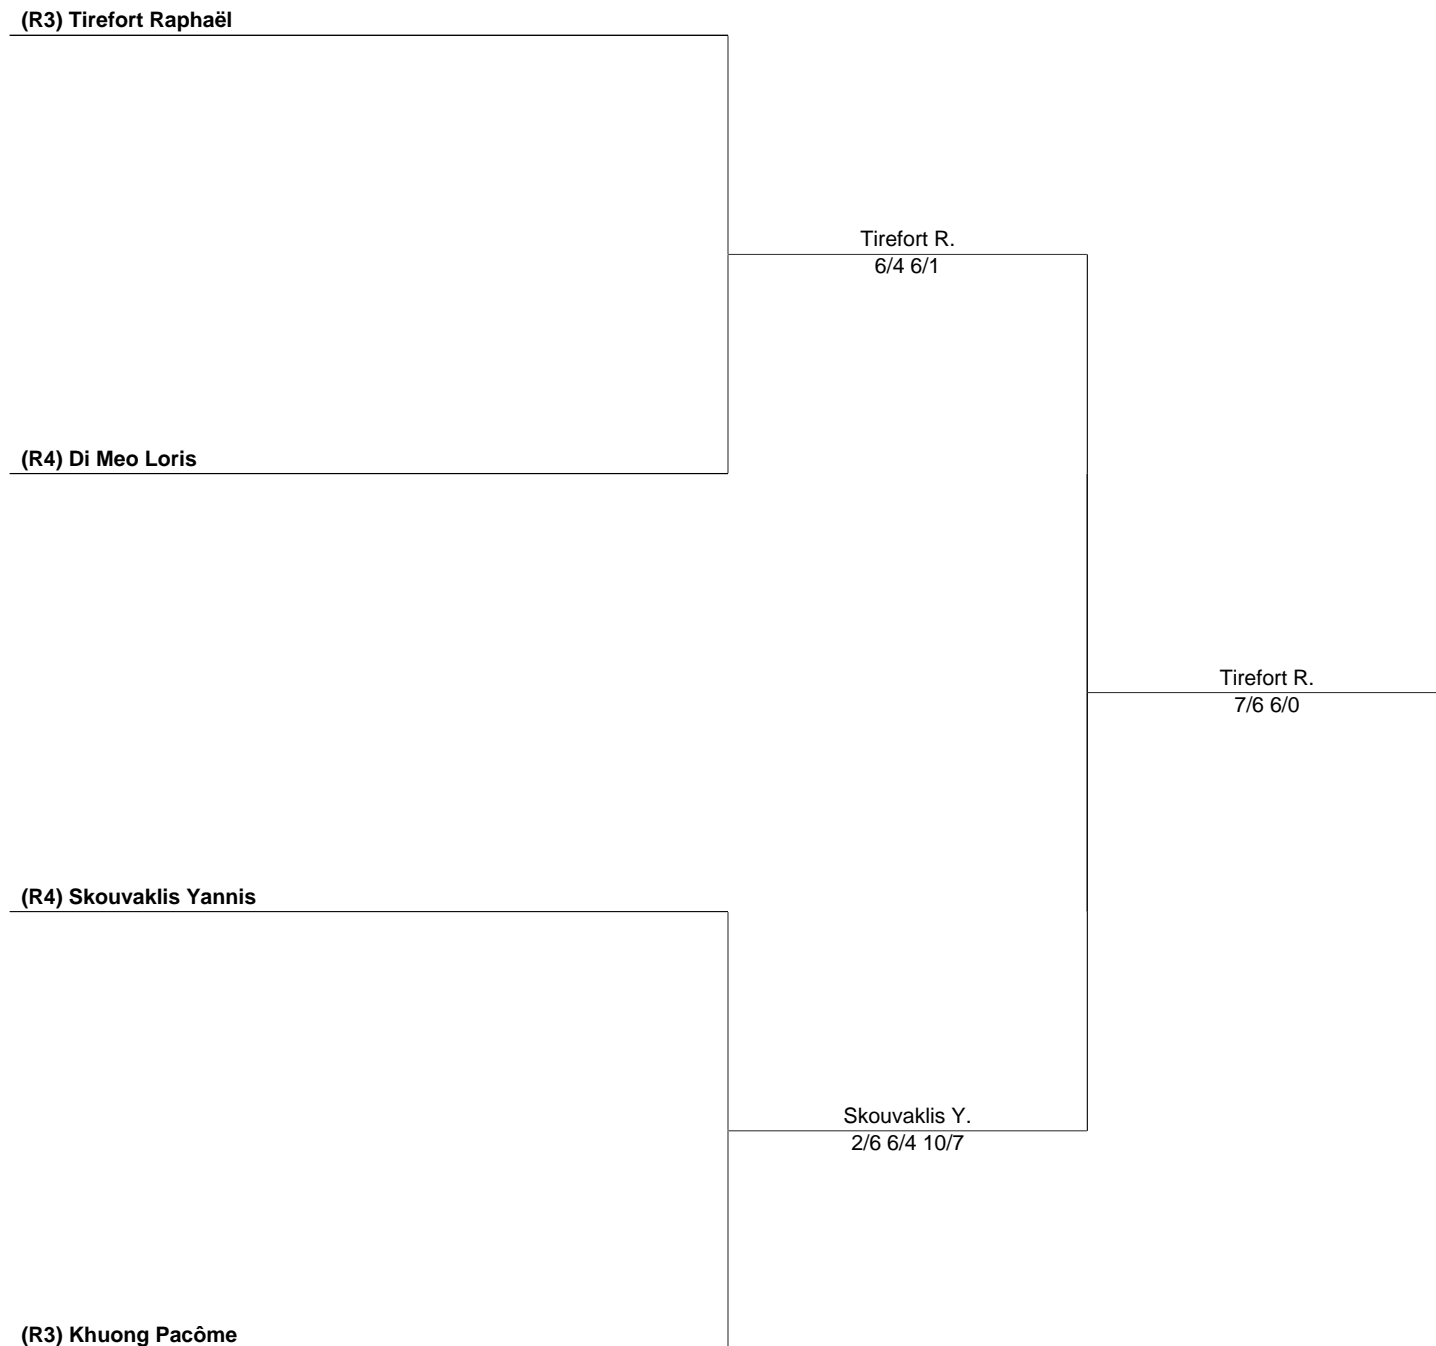 (R3) Tirefort Raphaël
Tirefort R.
6/4 6/1
(R4) Di Meo Loris
Tirefort R.
7/6 6/0
(R4) Skouvaklis Yannis
Skouvaklis Y.
2/6 6/4 10/7
(R3) Khuong Pacôme